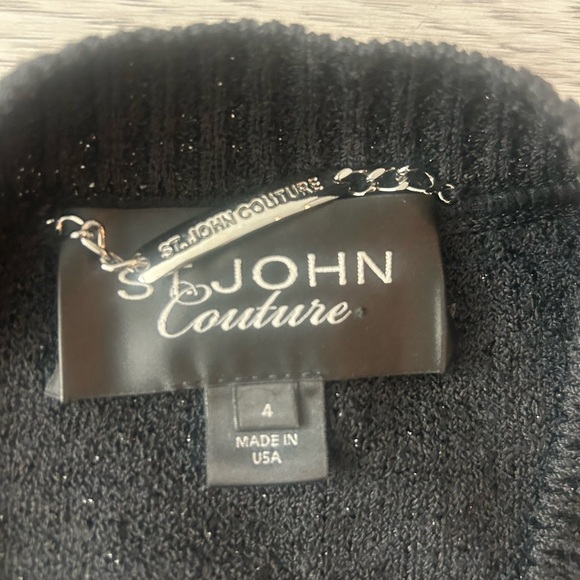 ST. JOHN COUTURE
ST. JOHN
Couture
4
MADE IN
USA